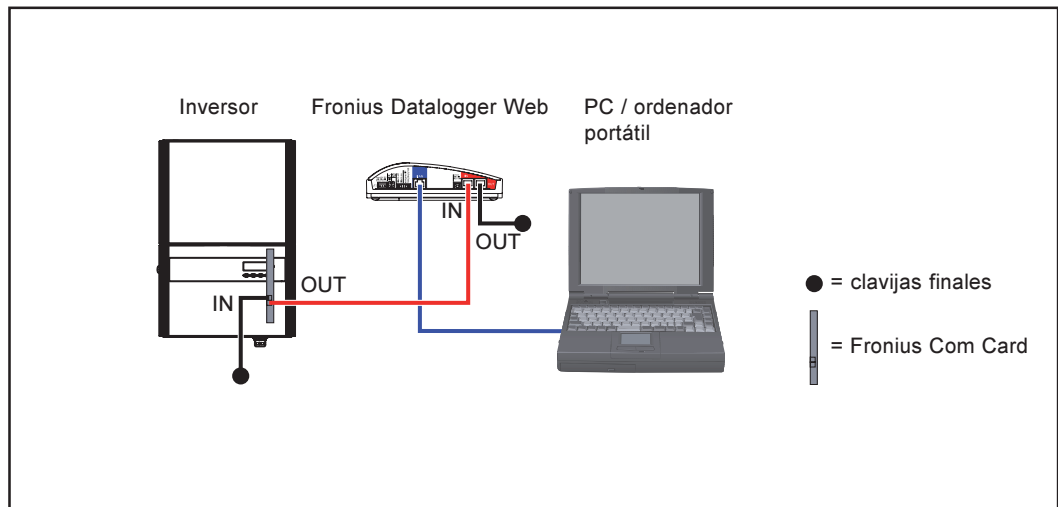 Inversor
Fronius Datalogger Web
PC / ordenador
portátil
IN
OUT
OUT
IN
= clavijas finales
= Fronius Com Card